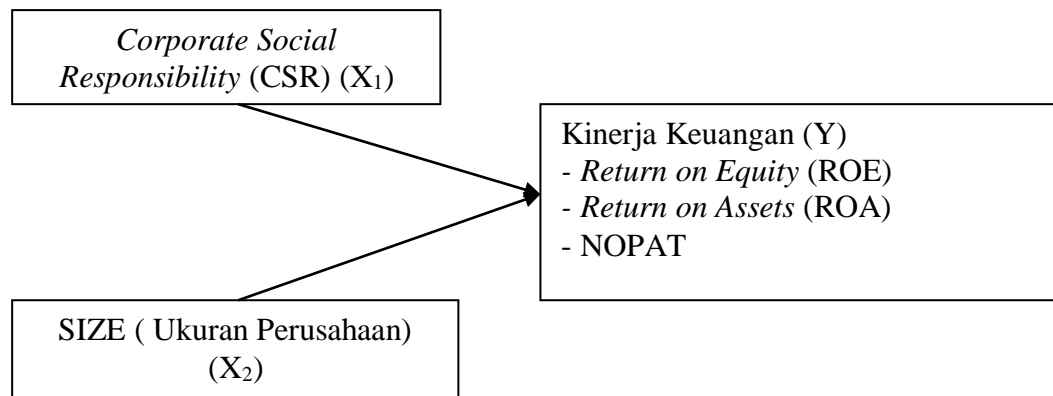 Corporate Social
Responsibility (CSR) (X₁)
Kinerja Keuangan (Y)
- Return on Equity (ROE)
- Return on Assets (ROA)
- NOPAT
SIZE ( Ukuran Perusahaan)
(X₂)